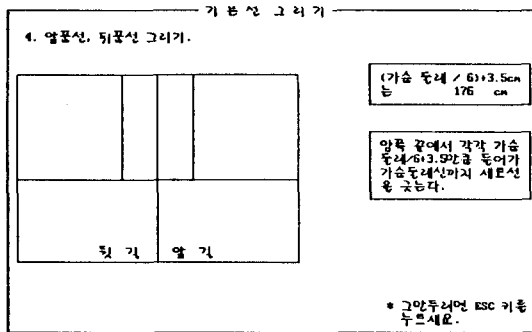 기본선 그리기
4. 앞품선, 뒤품선 그리기.
(가슴 둘레 / 6)+3.5cm
는 176 cm
양쪽 끝에서 각각 가슴
둘레/6+3.5만큼 들어가
가슴둘레선까지 세로선
을 긋는다.
뒷 길 앞 길
* 그만두려면 ESC 키를
누르세요.